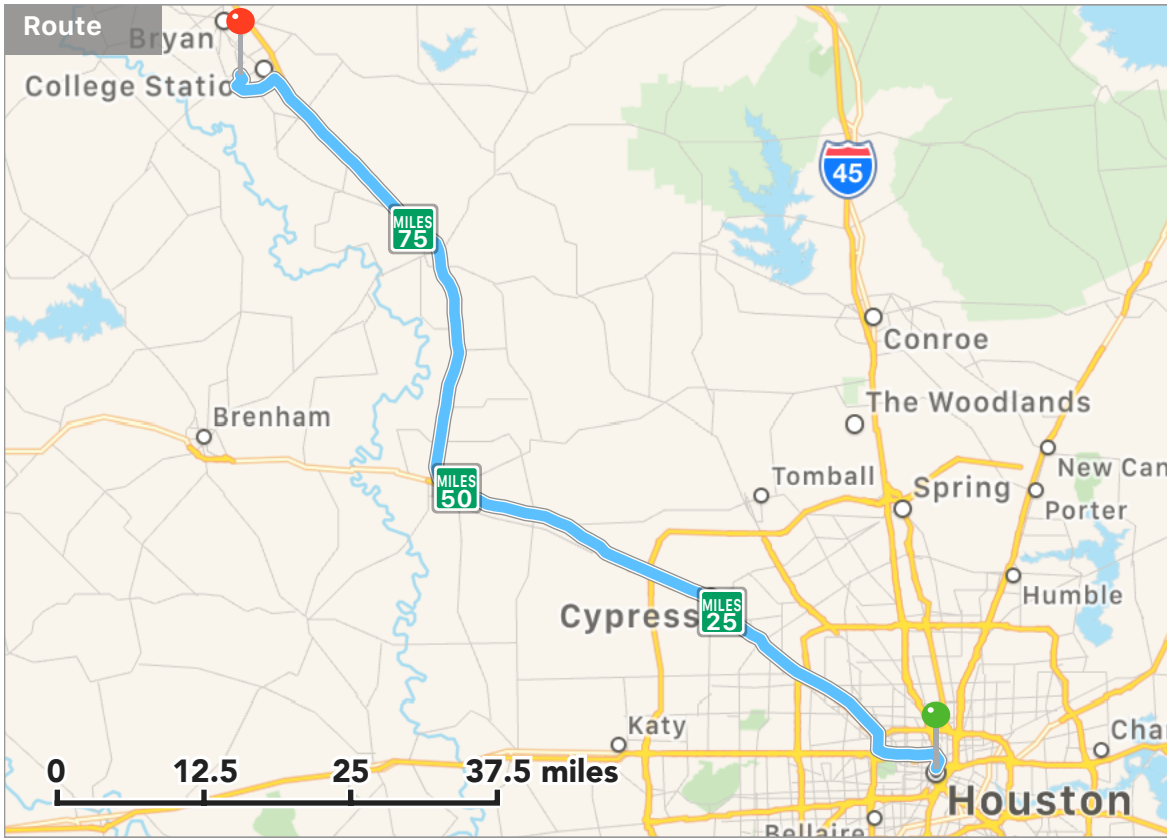 Route
Bryan
College Statio
MILES
75
45
Conroe
Brenham
The Woodlands
New Can
Tomball
MILES
50
Spring
Porter
Humble
Cypress
MILES
25
Katy
Cha
0 12.5 25 37.5 miles
Houston
Bellaire